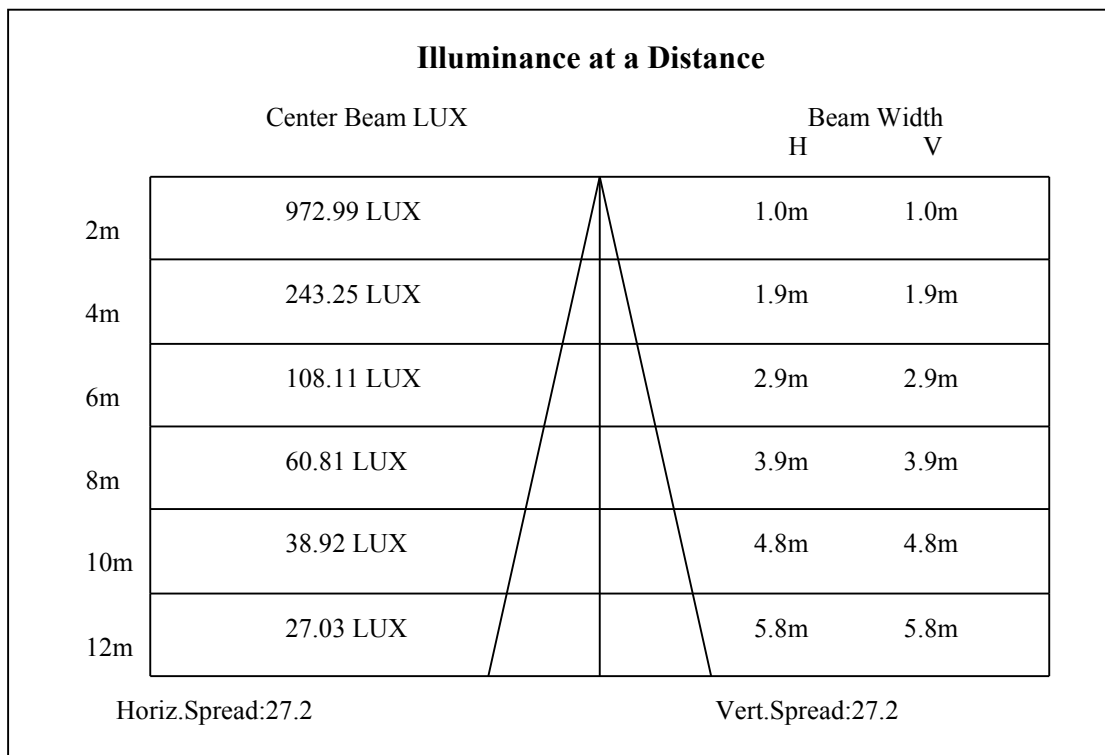 Illuminance at a Distance
Center Beam LUX Beam Width
H V
2m 972.99 LUX 1.0m 1.0m
4m 243.25 LUX 1.9m 1.9m
6m 108.11 LUX 2.9m 2.9m
8m 60.81 LUX 3.9m 3.9m
10m 38.92 LUX 4.8m 4.8m
12m 27.03 LUX 5.8m 5.8m
Horiz.Spread:27.2 Vert.Spread:27.2